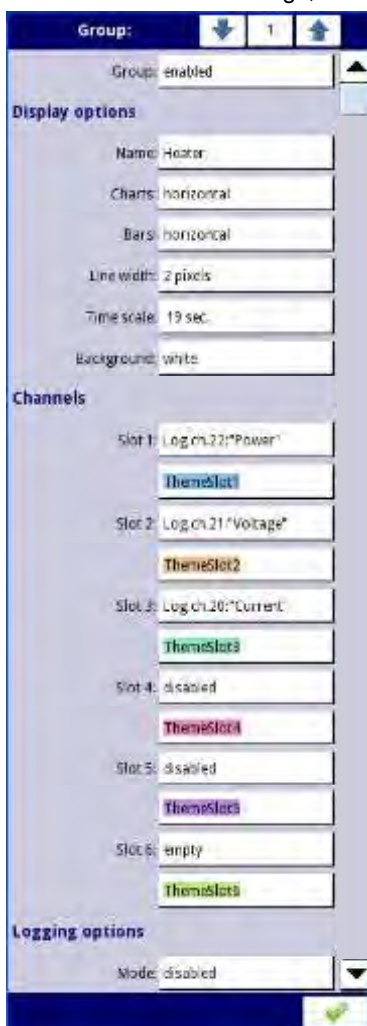 Group: 1
Group: enabled
Display options
Name: Heater
Charts: horizontal
Bars: horizontal
Line width: 2 pixels
Time scale: 19 sec.
Background: white
Channels
Slot 1: Log.ch.22:"Power"
ThemeSlot1
Slot 2: Log.ch.21:"Voltage"
ThemeSlot2
Slot 3: Log.ch.20:"Current"
ThemeSlot3
Slot 4: disabled
ThemeSlot4
Slot 5: disabled
ThemeSlot5
Slot 6: empty
ThemeSlot6
Logging options
Mode: disabled